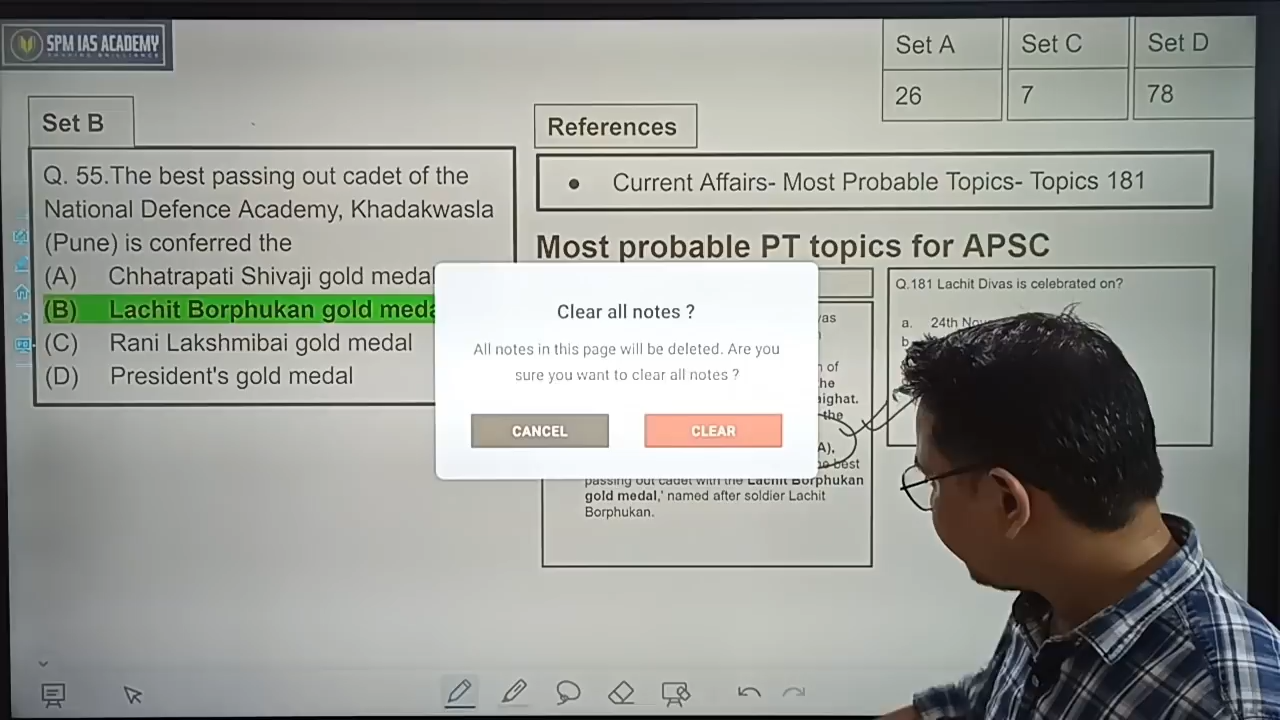 SPM IAS ACADEMY
Set A
Set C
Set D
26
7
78
Set B
Q. 55.The best passing out cadet of the
National Defence Academy, Khadakwasla
(Pune) is conferred the
(A) Chhatrapati Shivaji gold medal
(B) Lachit Borphukan gold meda
(C) Rani Lakshmibai gold medal
(D) President's gold medal
References
• Current Affairs- Most Probable Topics- Topics 181
Most probable PT topics for APSC
of
the
A),
best
passing out cadet with the Lachit Borphukan
gold medal,' named after soldier Lachit
Borphukan.
Q.181 Lachit Divas is celebrated on?
a. 24th
b
Clear all notes ?
All notes in this page will be deleted. Are you
sure you want to clear all notes ?
CANCEL
CLEAR